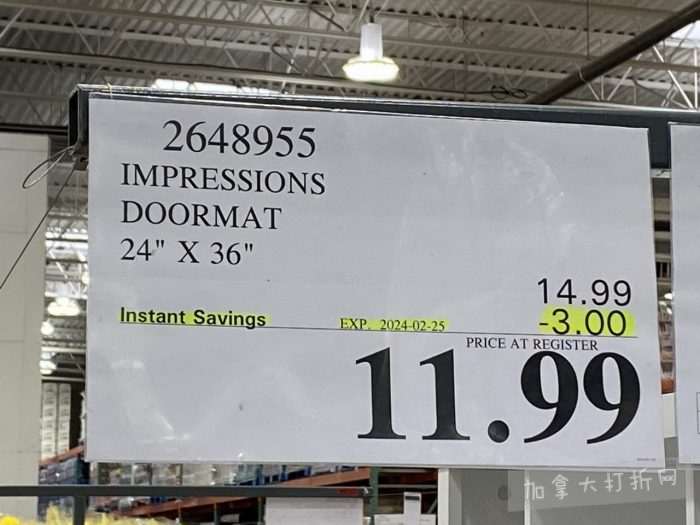 2648955
IMPRESSIONS
DOORMAT
24" X 36"
14.99
Instant Savings EXP. 2024-02-25 -3.00
PRICE AT REGISTER
11.99
加拿大打折网